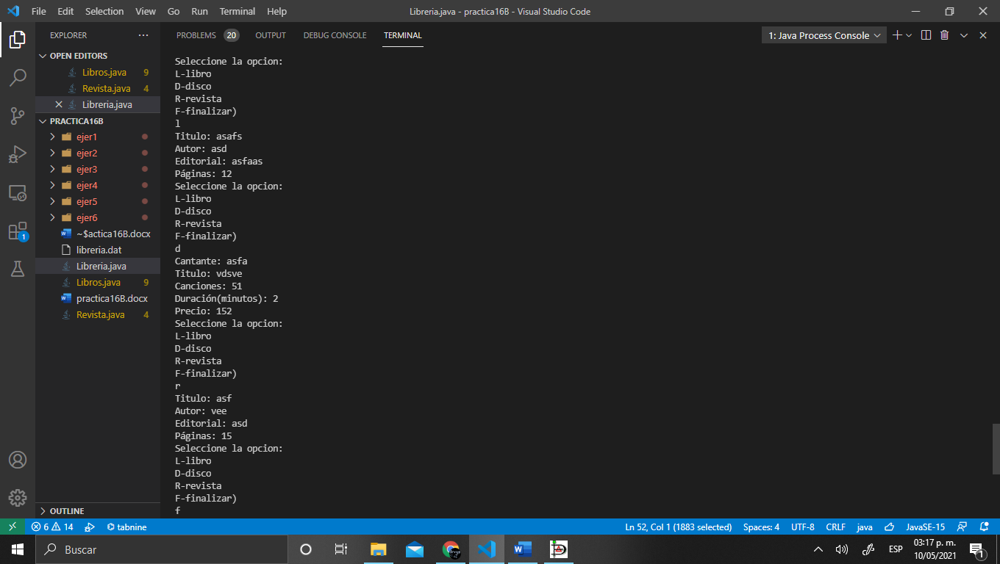 File Edit Selection View Go Run Terminal Help
Libreria.java - practica16B - Visual Studio Code
EXPLORER
OPEN EDITORS
Libros.java 9
Revista.java 4
Libreria.java
PRACTICA16B
ejer1
ejer2
ejer3
ejer4
ejer5
ejer6
~$actica16B.docx
libreria.dat
Libreria.java
Libros.java 9
practica16B.docx
Revista.java 4
OUTLINE
1
PROBLEMS 20 OUTPUT DEBUG CONSOLE TERMINAL
1: Java Process Console
Seleccione la opcion:
L-libro
D-disco
R-revista
F-finalizar)
l
Titulo: asafs
Autor: asd
Editorial: asfaas
Páginas: 12
Seleccione la opcion:
L-libro
D-disco
R-revista
F-finalizar)
d
Cantante: asfa
Titulo: vdsve
Canciones: 51
Duración(minutos): 2
Precio: 152
Seleccione la opcion:
L-libro
D-disco
R-revista
F-finalizar)
r
Titulo: asf
Autor: vee
Editorial: asd
Páginas: 15
Seleccione la opcion:
L-libro
D-disco
R-revista
F-finalizar)
f
6 14 tabnine
Ln 52, Col 1 (1883 selected) Spaces: 4 UTF-8 CRLF java JavaSE-15
Buscar
ESP
03:17 p. m.
10/05/2021
1